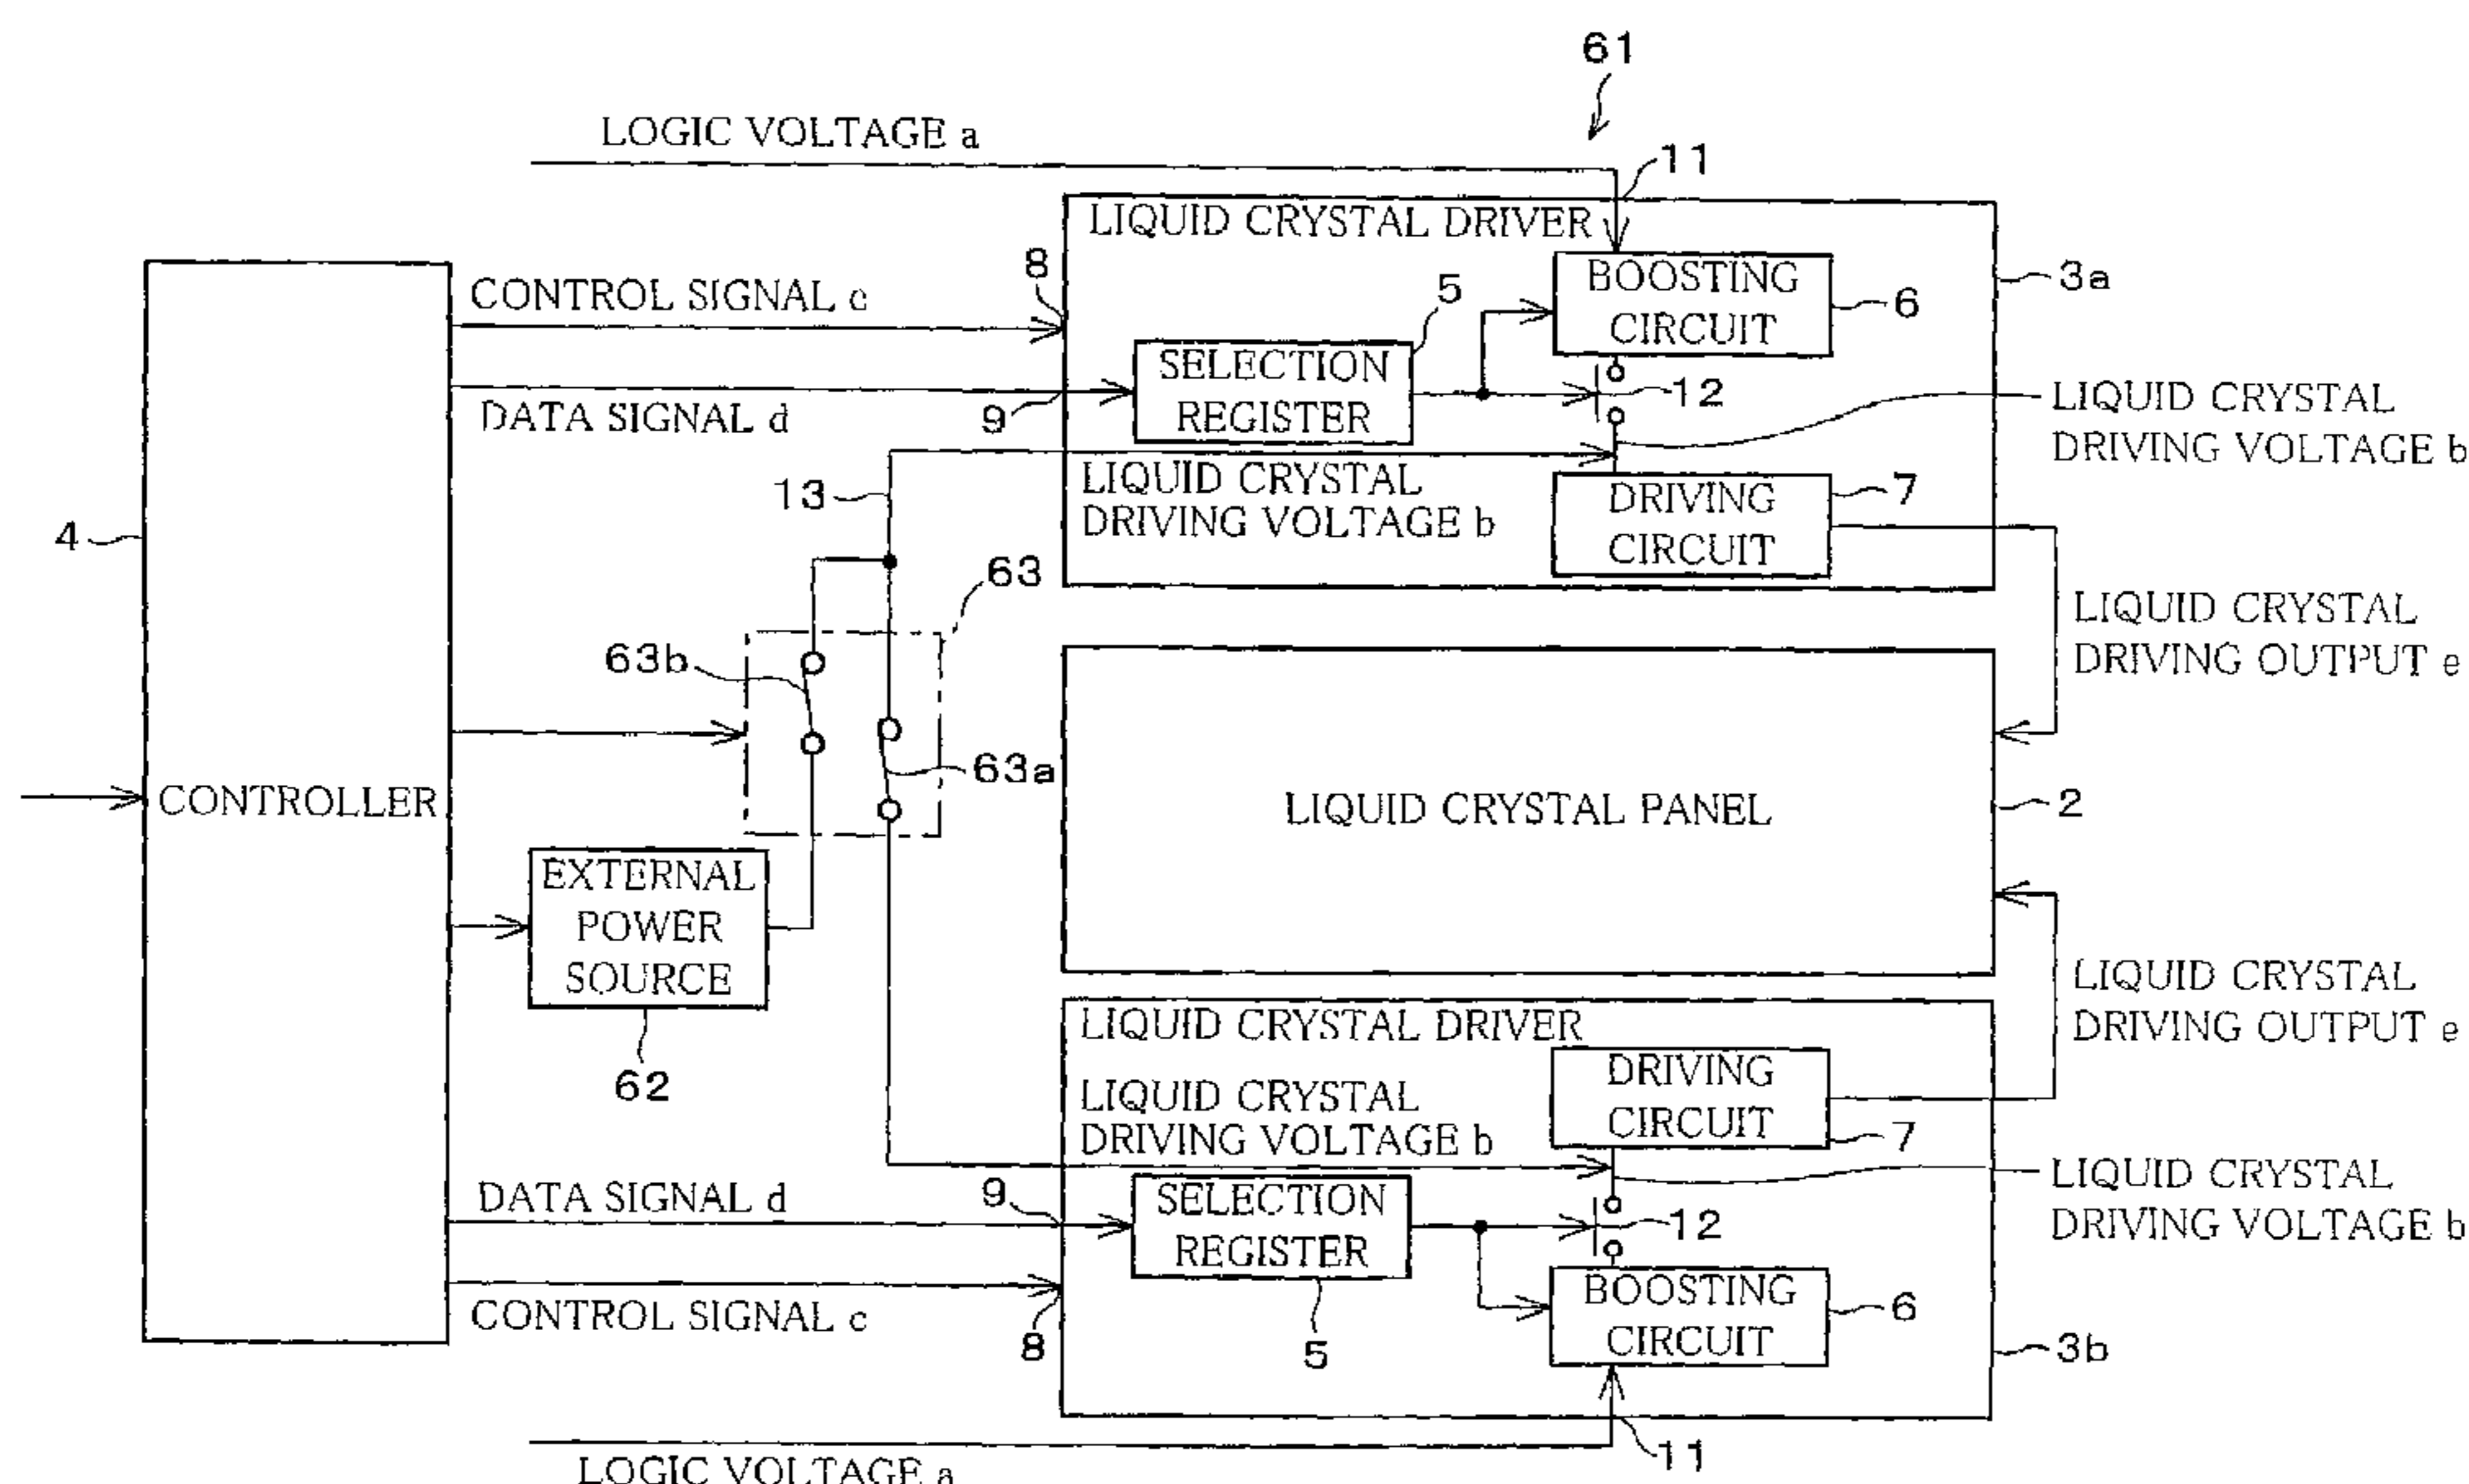 61
LOGIC VOLTAGE a
11
LIQUID CRYSTAL DRIVER
8
CONTROL SIGNAL c
5
BOOSTING
CIRCUIT
6
3a
SELECTION
REGISTER
12
DATA SIGNAL d
9
LIQUID CRYSTAL
DRIVING VOLTAGE b
13
LIQUID CRYSTAL
DRIVING VOLTAGE b
DRIVING
CIRCUIT
7
4
63
LIQUID CRYSTAL
DRIVING OUTPUT e
63b
63a
CONTROLLER
LIQUID CRYSTAL PANEL
2
EXTERNAL
POWER
SOURCE
62
LIQUID CRYSTAL
DRIVING OUTPUT e
LIQUID CRYSTAL DRIVER
DRIVING
CIRCUIT
7
LIQUID CRYSTAL
DRIVING VOLTAGE b
LIQUID CRYSTAL
DRIVING VOLTAGE b
DATA SIGNAL d
9
SELECTION
REGISTER
12
5
CONTROL SIGNAL c
8
BOOSTING
CIRCUIT
6
3b
11
LOGIC VOLTAGE a